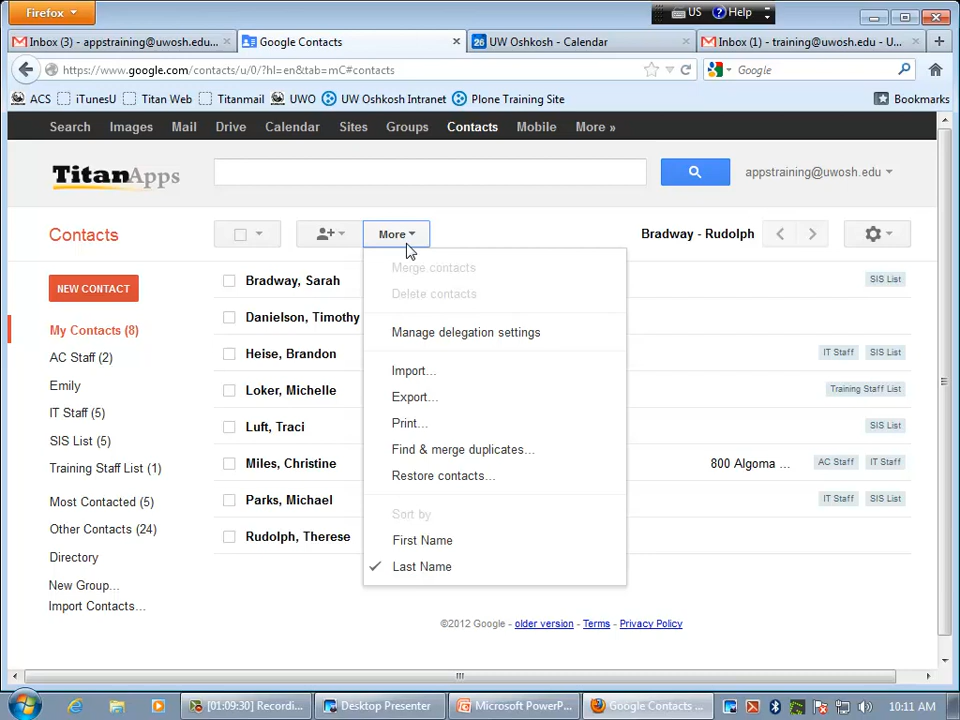 Firefox
US Help
Inbox (3) - appstraining@uwosh.edu...
Google Contacts
26 UW Oshkosh - Calendar
Inbox (1) - training@uwosh.edu - U...
https://www.google.com/contacts/u/0/?hl=en&tab=mC#contacts
Google
ACS iTunesU Titan Web Titanmail UWO UW Oshkosh Intranet Plone Training Site Bookmarks
Search Images Mail Drive Calendar Sites Groups Contacts Mobile More »
TitanApps
appstraining@uwosh.edu
Contacts
More
Bradway - Rudolph
NEW CONTACT
My Contacts (8)
AC Staff (2)
Emily
IT Staff (5)
SIS List (5)
Training Staff List (1)
Most Contacted (5)
Other Contacts (24)
Directory
New Group...
Import Contacts...
Bradway, Sarah SIS List
Danielson, Timothy
Heise, Brandon IT Staff SIS List
Loker, Michelle Training Staff List
Luft, Traci SIS List
Miles, Christine 800 Algoma ... AC Staff IT Staff
Parks, Michael IT Staff SIS List
Rudolph, Therese
Merge contacts
Delete contacts
Manage delegation settings
Import...
Export...
Print...
Find & merge duplicates...
Restore contacts...
Sort by
First Name
Last Name
©2012 Google - older version - Terms - Privacy Policy
[01:09:30] Recordi...
Desktop Presenter
Microsoft PowerP...
Google Contacts ...
10:11 AM